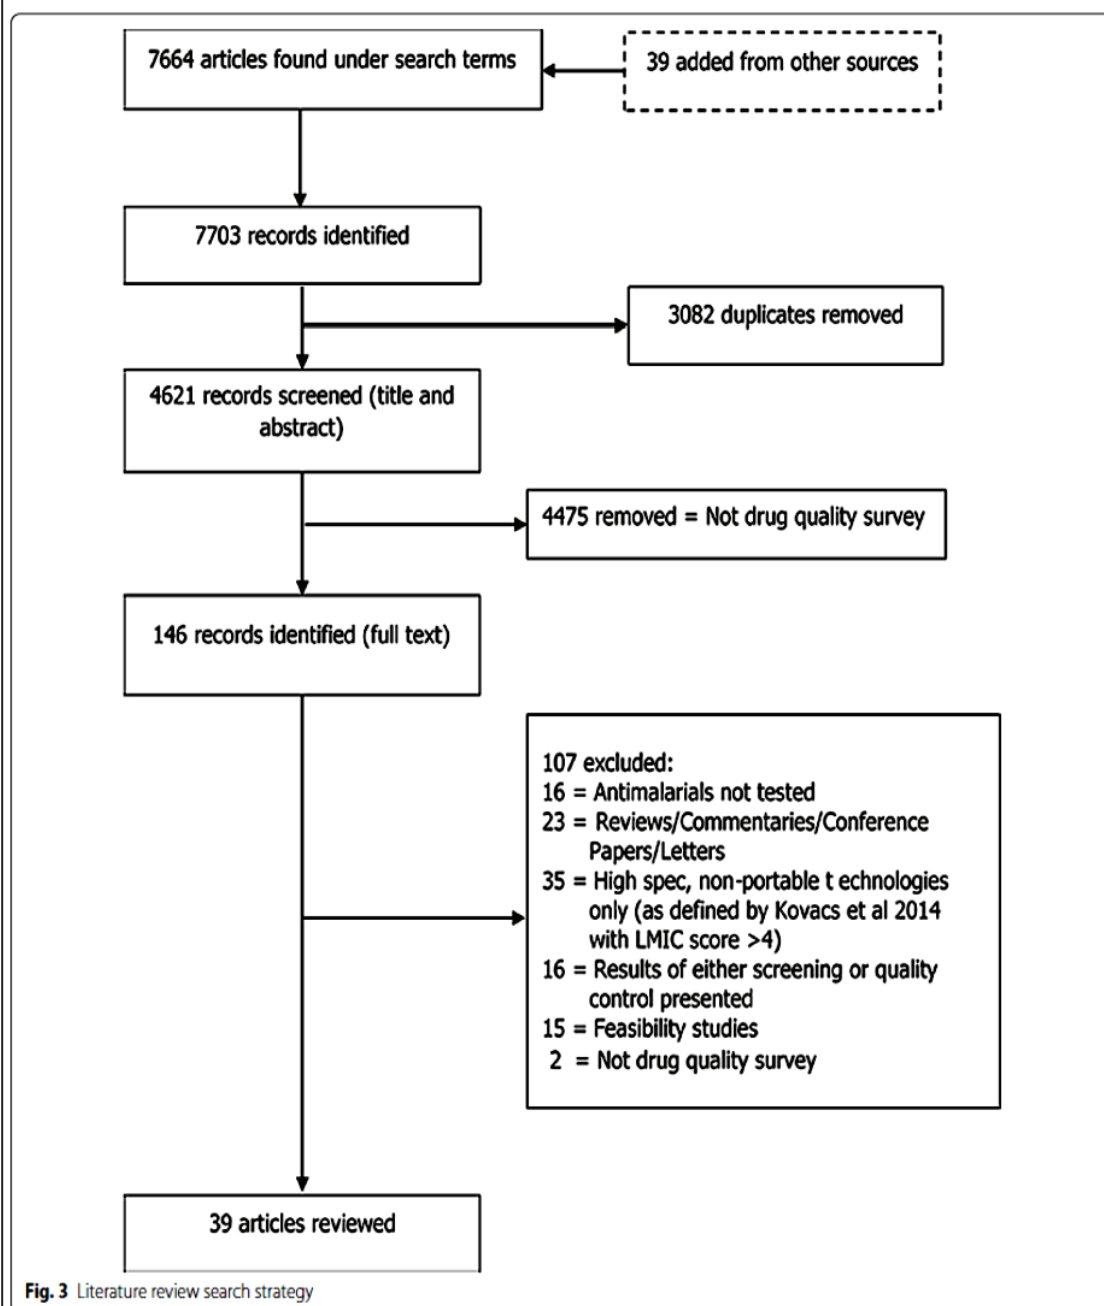 7664 articles found under search terms
39 added from other sources
7703 records identified
3082 duplicates removed
4621 records screened (title and
abstract)
4475 removed = Not drug quality survey
146 records identified (full text)
107 excluded:
16 = Antimalarials not tested
23 = Reviews/Commentaries/Conference
Papers/Letters
35 = High spec, non-portable t echnologies
only (as defined by Kovacs et al 2014
with LMIC score >4)
16 = Results of either screening or quality
control presented
15 = Feasibility studies
2 = Not drug quality survey
39 articles reviewed
Fig. 3 Literature review search strategy